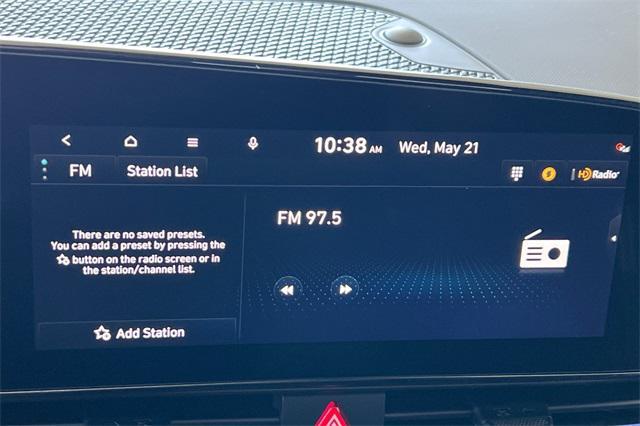 10:38 AM Wed, May 21
FM Station List HD Radio
There are no saved presets.
You can add a preset by pressing the
button on the radio screen or in
the station/channel list.
FM 97.5
Add Station